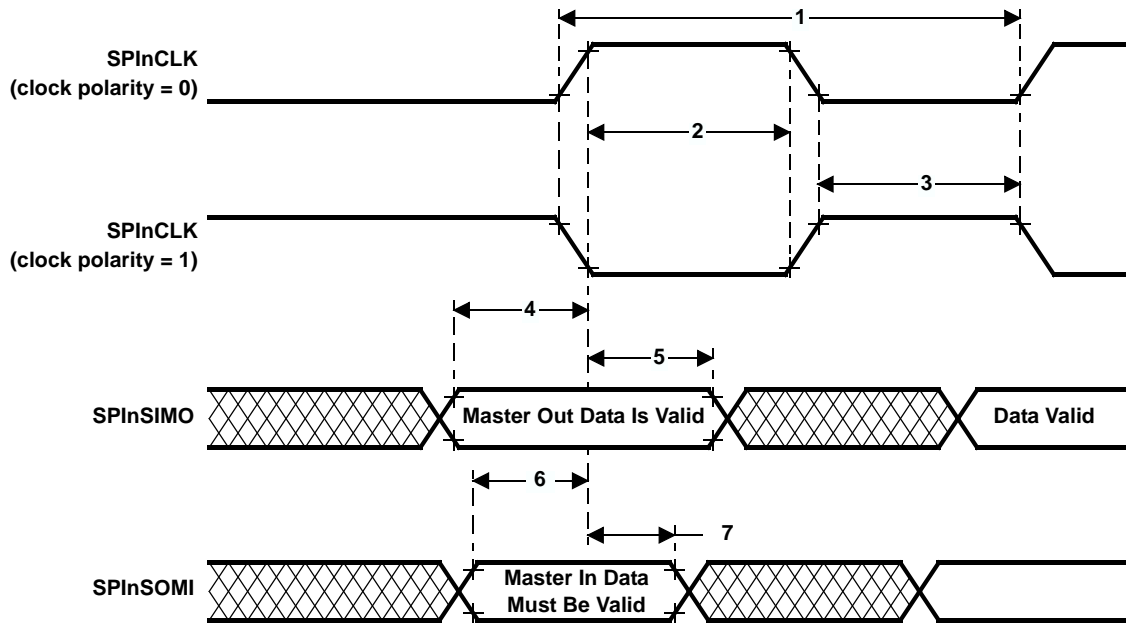 1
SPInCLK
(clock polarity = 0)
2
3
SPInCLK
(clock polarity = 1)
4
5
SPInSIMO
Master Out Data Is Valid
Data Valid
6
7
SPInSOMI
Master In Data
Must Be Valid